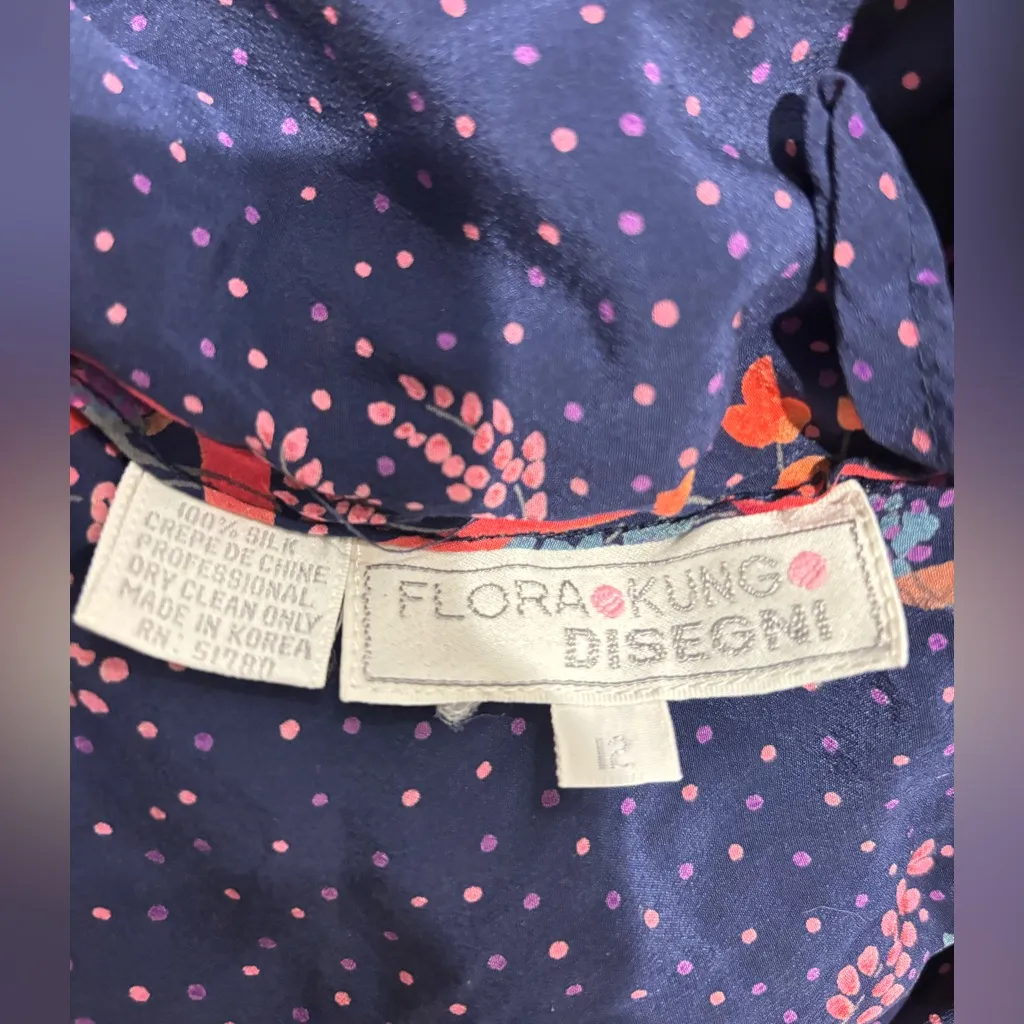 100% SILK
CREPE DE CHINE
PROFESSIONAL
DRY CLEAN ONLY
MADE IN KOREA
RN. 51780
FLORA KUNG
DISEGNI
12